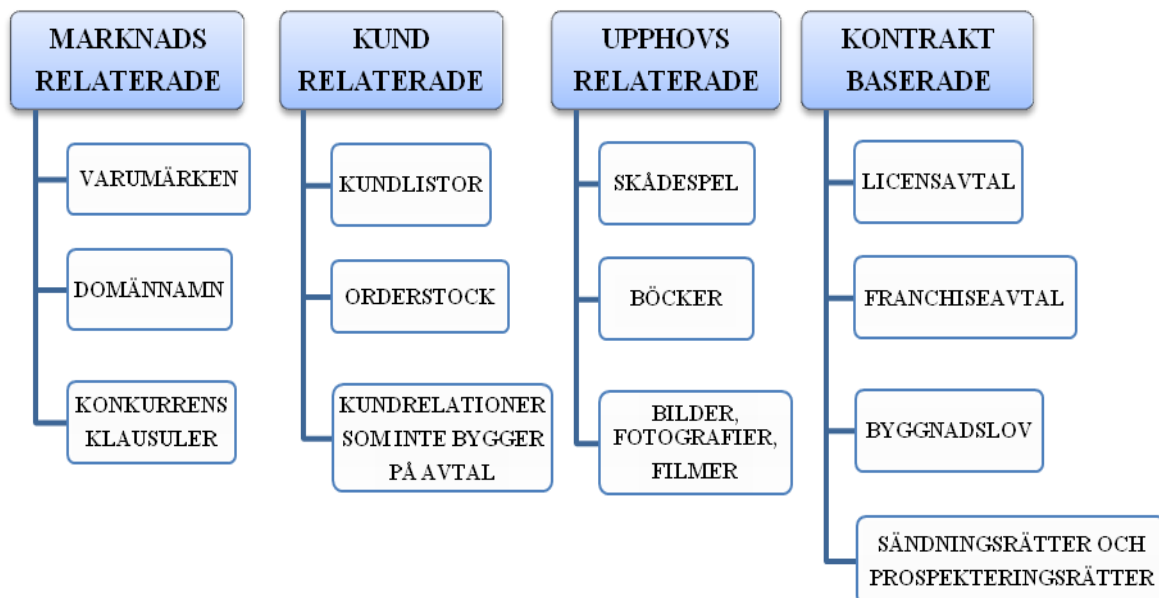 MARKNADS
RELATERADE
VARUMÄRKEN
DOMÄNNAMN
KONKURRENS
KLAUSULER
KUND
RELATERADE
KUNDLISTOR
ORDERSTOCK
KUNDRELATIONER
SOM INTE BYGGER
PÅ AVTAL
UPPHOVS
RELATERADE
SKÅDESPEL
BÖCKER
BILDER,
FOTOGRAFIER,
FILMER
KONTRAKT
BASERADE
LICENSAVTAL
FRANCHISEAVTAL
BYGGNADSLOV
SÄNDNINGSRÄTTER OCH
PROSPEKTERINGSRÄTTER